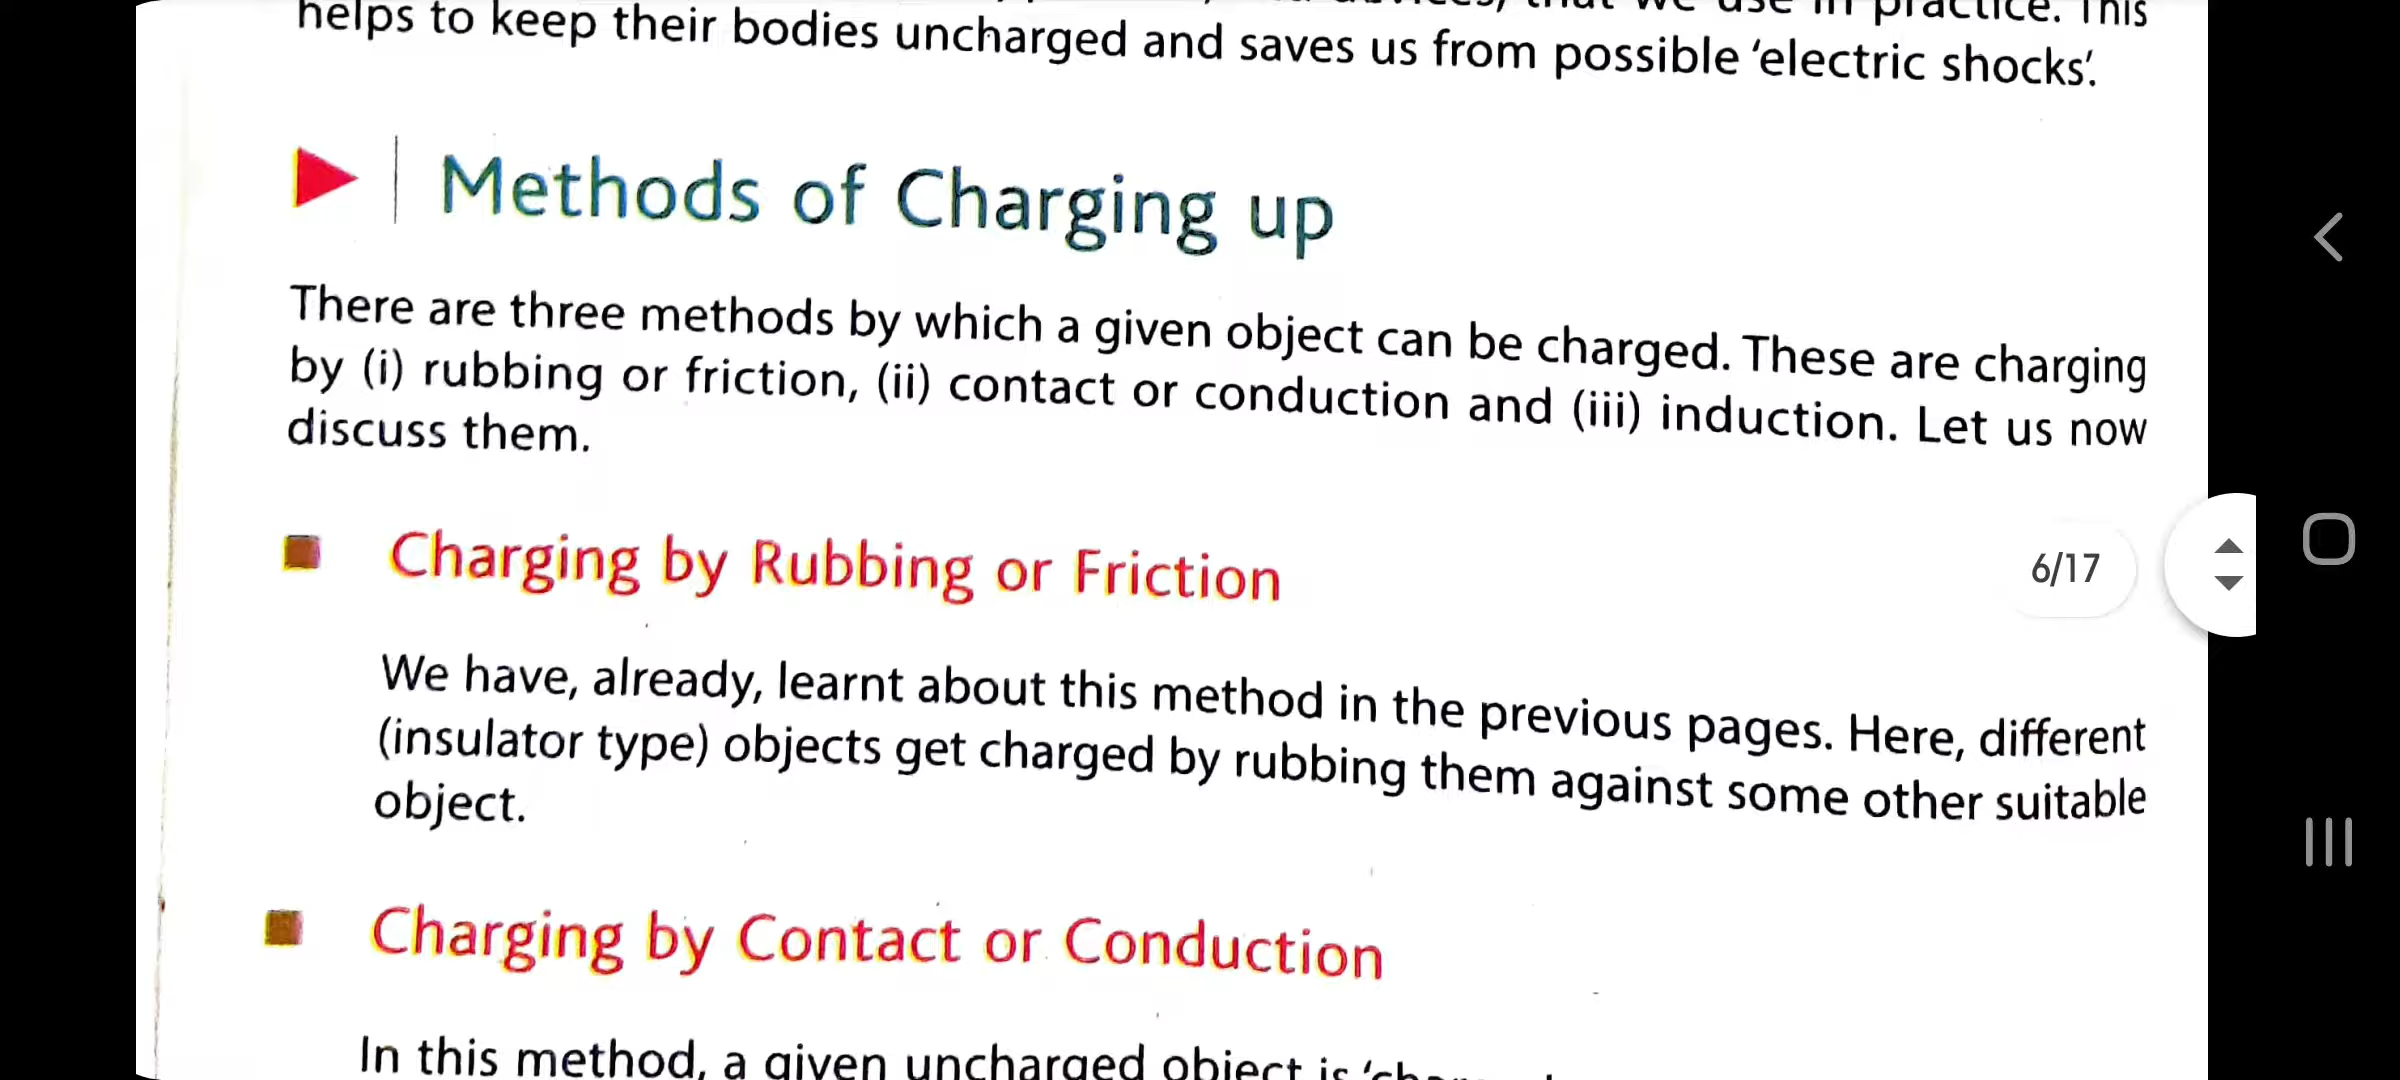 helps to keep their bodies uncharged and saves us from possible 'electric shocks'.
Methods of Charging up
There are three methods by which a given object can be charged. These are charging
by (i) rubbing or friction, (ii) contact or conduction and (iii) induction. Let us now
discuss them.
Charging by Rubbing or Friction
6/17
We have, already, learnt about this method in the previous pages. Here, different
(insulator type) objects get charged by rubbing them against some other suitable
object.
Charging by Contact or Conduction
In this method, a given uncharged object is